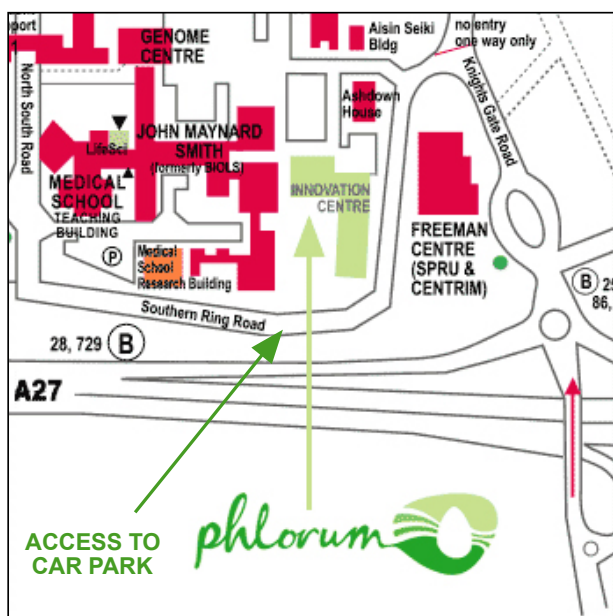 port
GENOME
CENTRE
Aisin Seiki
Bldg
no entry
one way only
North South Road
Knights Gate Road
Ashdown
House
JOHN MAYNARD
SMITH
(formerly BIOLS)
LifeSci
MEDICAL
SCHOOL
TEACHING
BUILDING
INNOVATION
CENTRE
FREEMAN
CENTRE
(SPRU &
CENTRIM)
P
Medical
School
Research Building
Southern Ring Road
B
86,
28, 729 B
A27
ACCESS TO
CAR PARK
phlorum